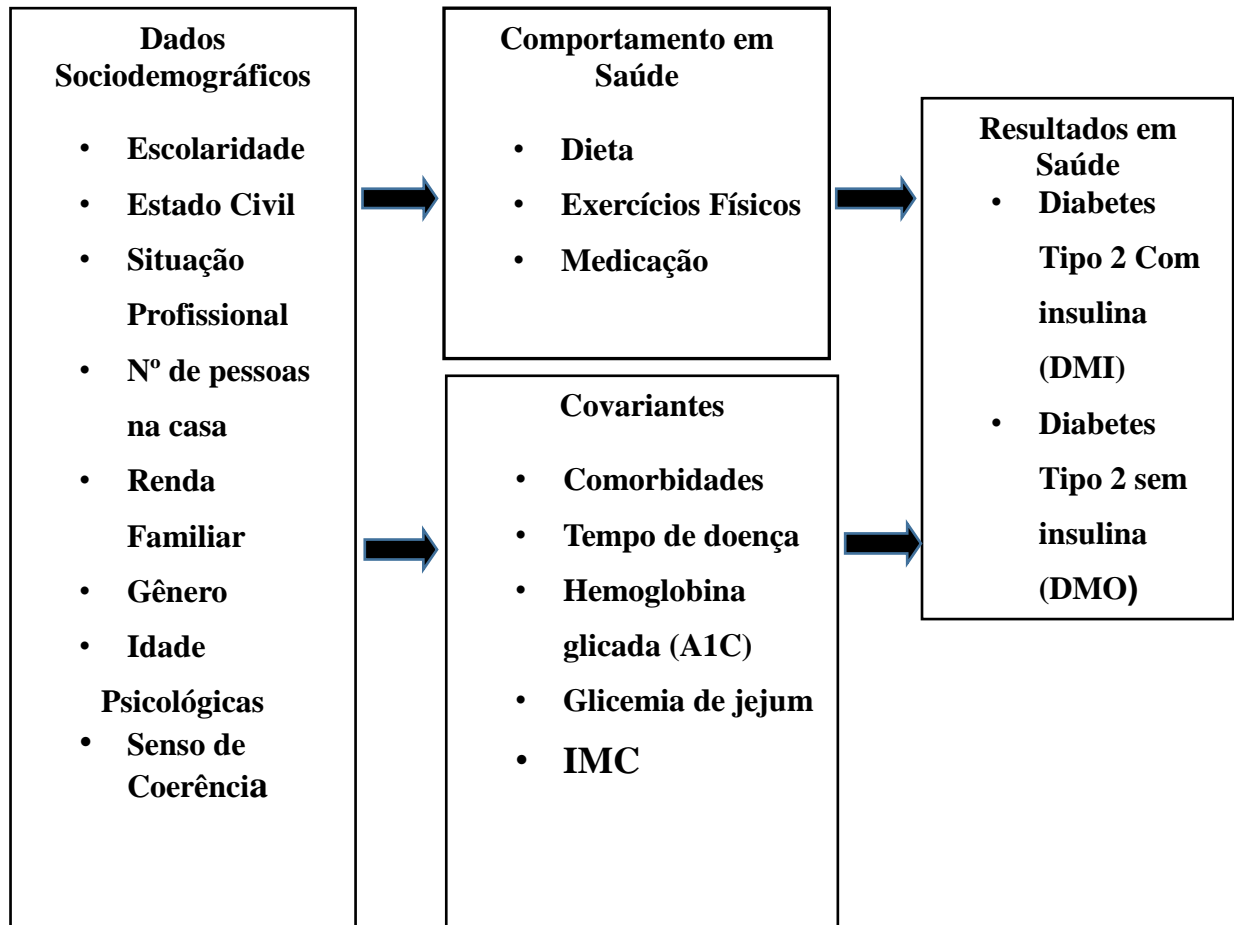 Dados
Sociodemográficos
• Escolaridade
• Estado Civil
• Situação
Profissional
• Nº de pessoas
na casa
• Renda
Familiar
• Gênero
• Idade
Psicológicas
• Senso de
Coerência
Comportamento em
Saúde
• Dieta
• Exercícios Físicos
• Medicação
Covariantes
• Comorbidades
• Tempo de doença
• Hemoglobina
glicada (A1C)
• Glicemia de jejum
• IMC
Resultados em
Saúde
• Diabetes
Tipo 2 Com
insulina
(DMI)
• Diabetes
Tipo 2 sem
insulina
(DMO)